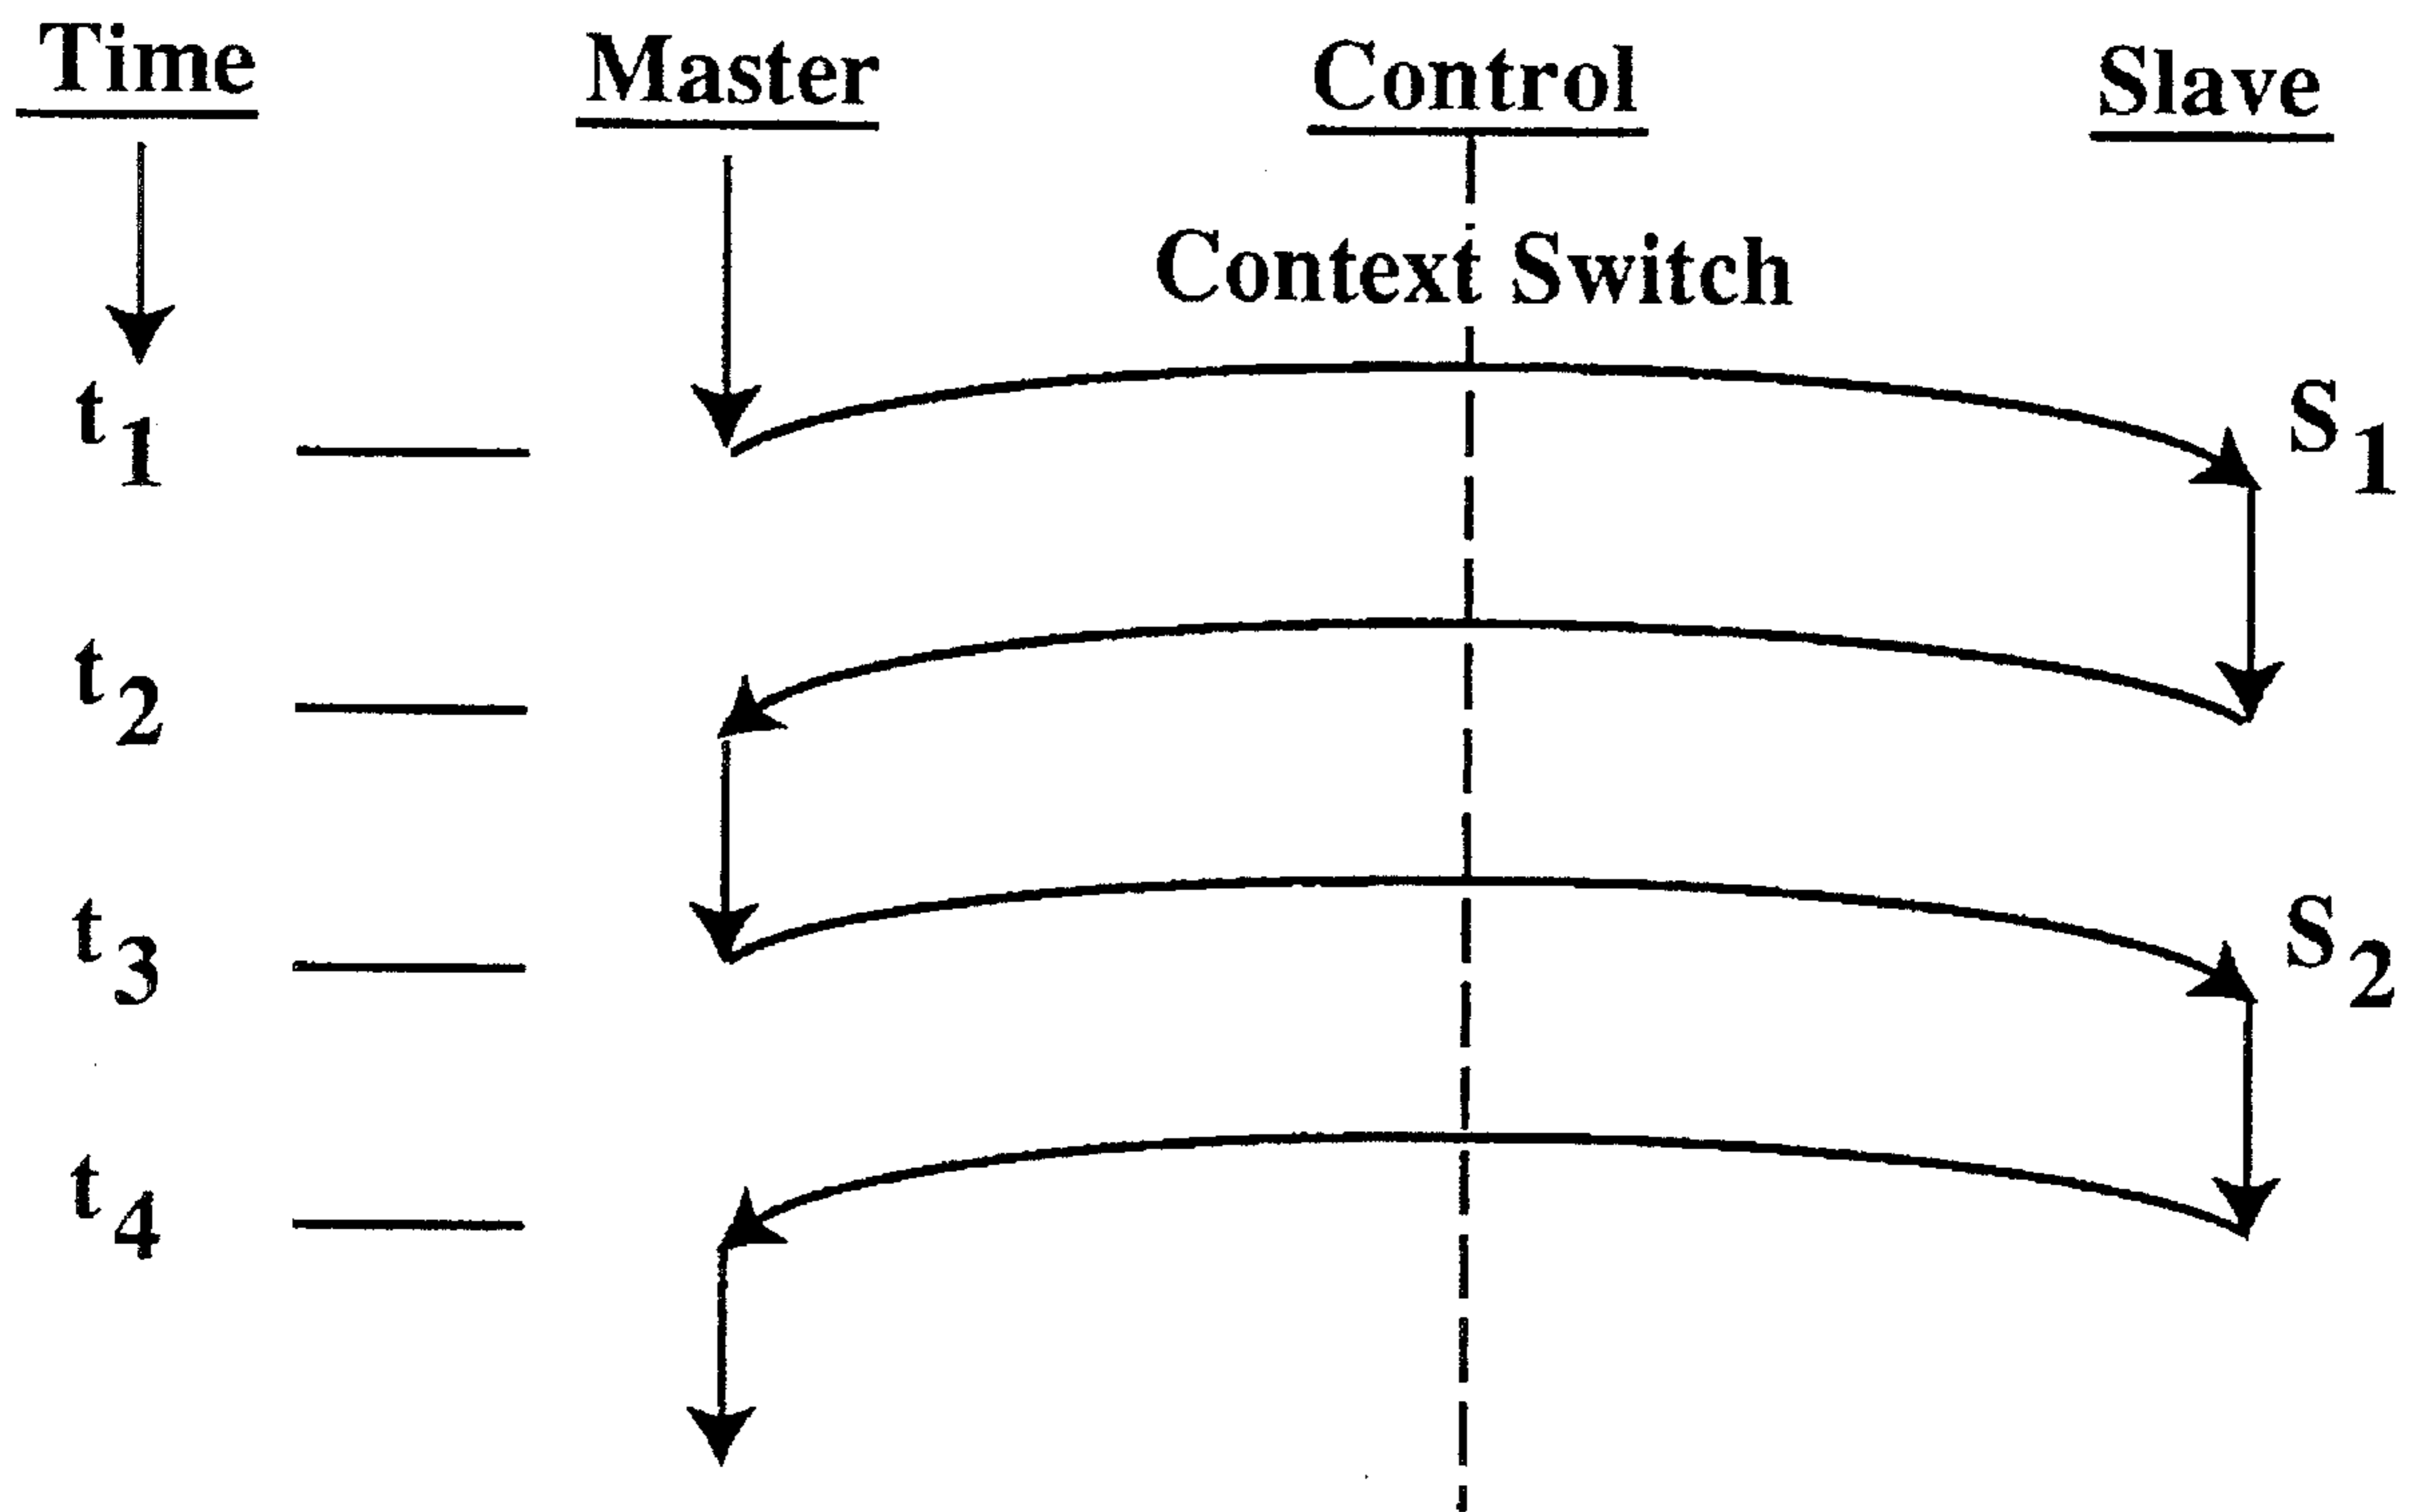 Time Master Control Slave
Context Switch
t1 S1
t2
t3 S2
t4